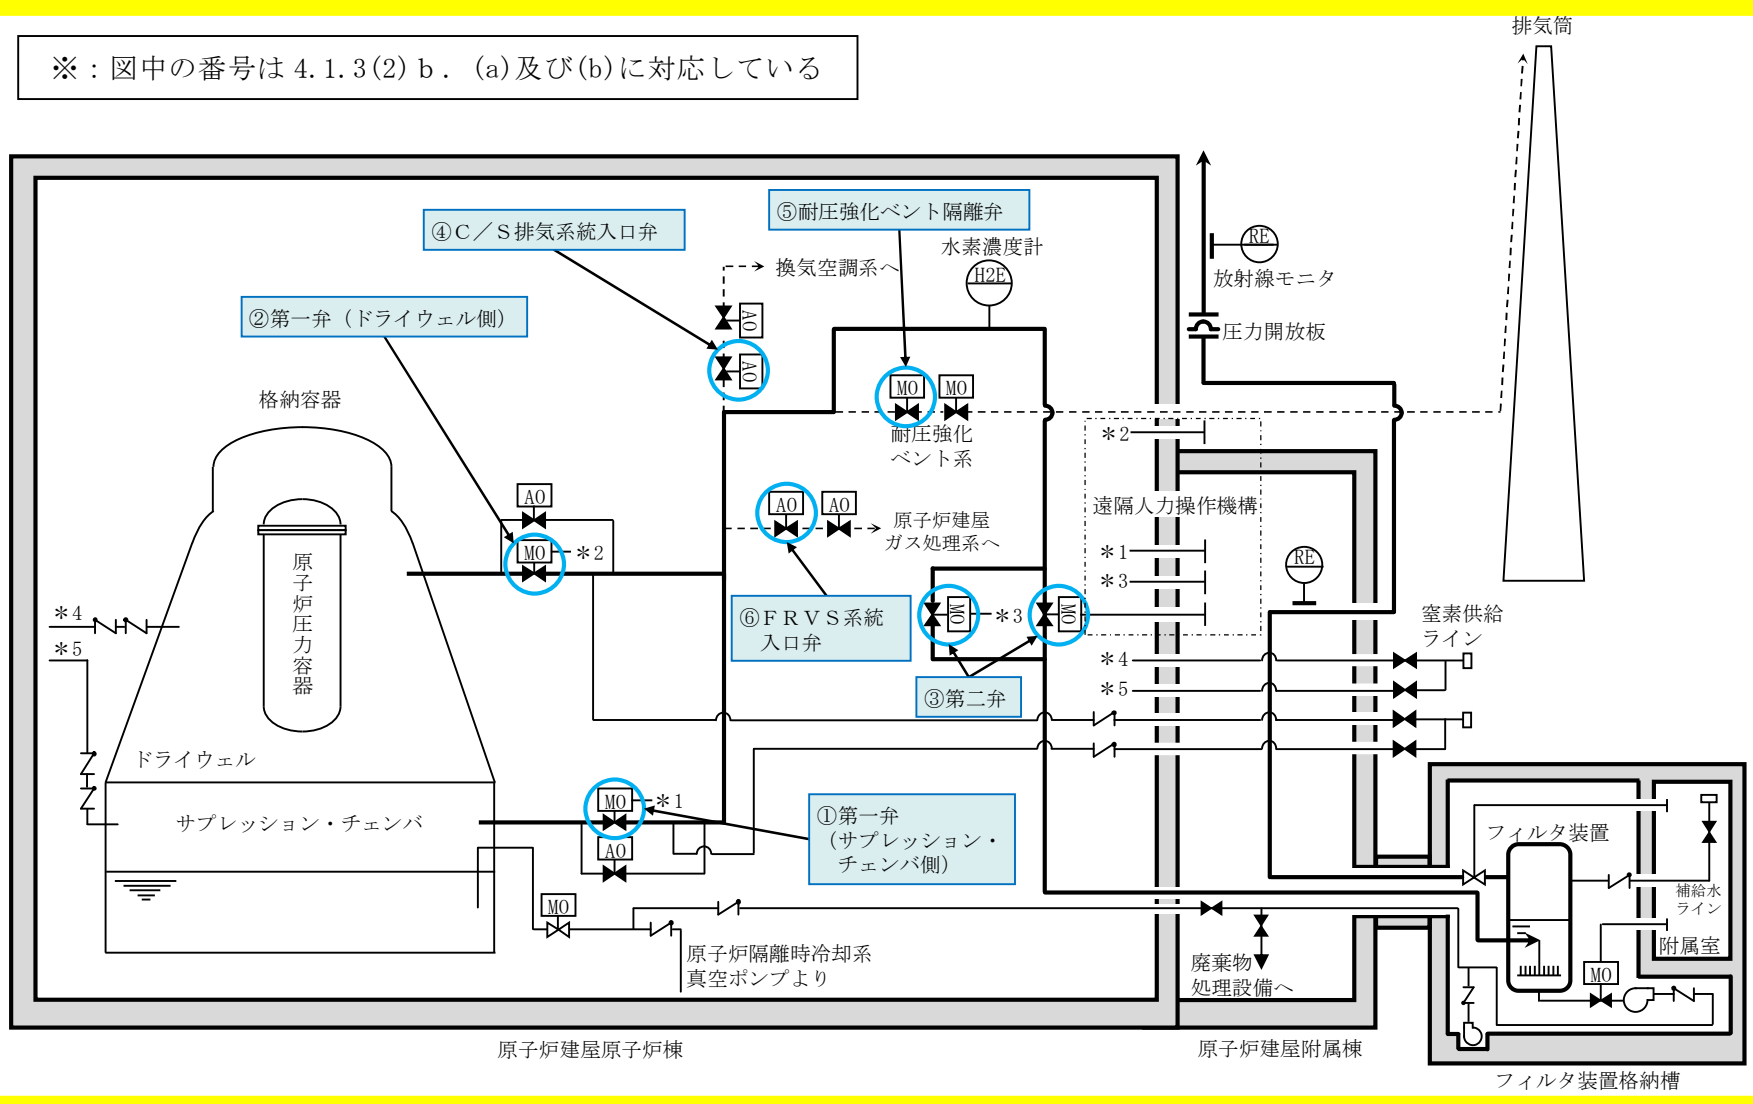 排気筒
※：図中の番号は 4.1.3(2) b. (a)及び(b)に対応している
⑤耐圧強化ベント隔離弁
④C／S排気系統入口弁
水素濃度計
H2E
換気空調系へ
RE
放射線モニタ
②第一弁（ドライウェル側）
AO
圧力開放板
AO
格納容器
MO
MO
耐圧強化
ベント系
＊2
AO
AO
AO
遠隔人力操作機構
原子炉建屋
ガス処理系へ
MO
＊2
＊1
RE
原子炉圧力容器
＊3
＊4
⑥FRVS系統
入口弁
MO
＊3
MO
窒素供給
ライン
＊5
＊4
＊5
③第二弁
ドライウェル
MO
＊1
①第一弁
（サプレッション・
チェンバ側）
サプレッション・チェンバ
AO
フィルタ装置
補給水
ライン
MO
原子炉隔離時冷却系
真空ポンプより
附属室
廃棄物
処理設備へ
MO
原子炉建屋原子炉棟
原子炉建屋附属棟
フィルタ装置格納槽